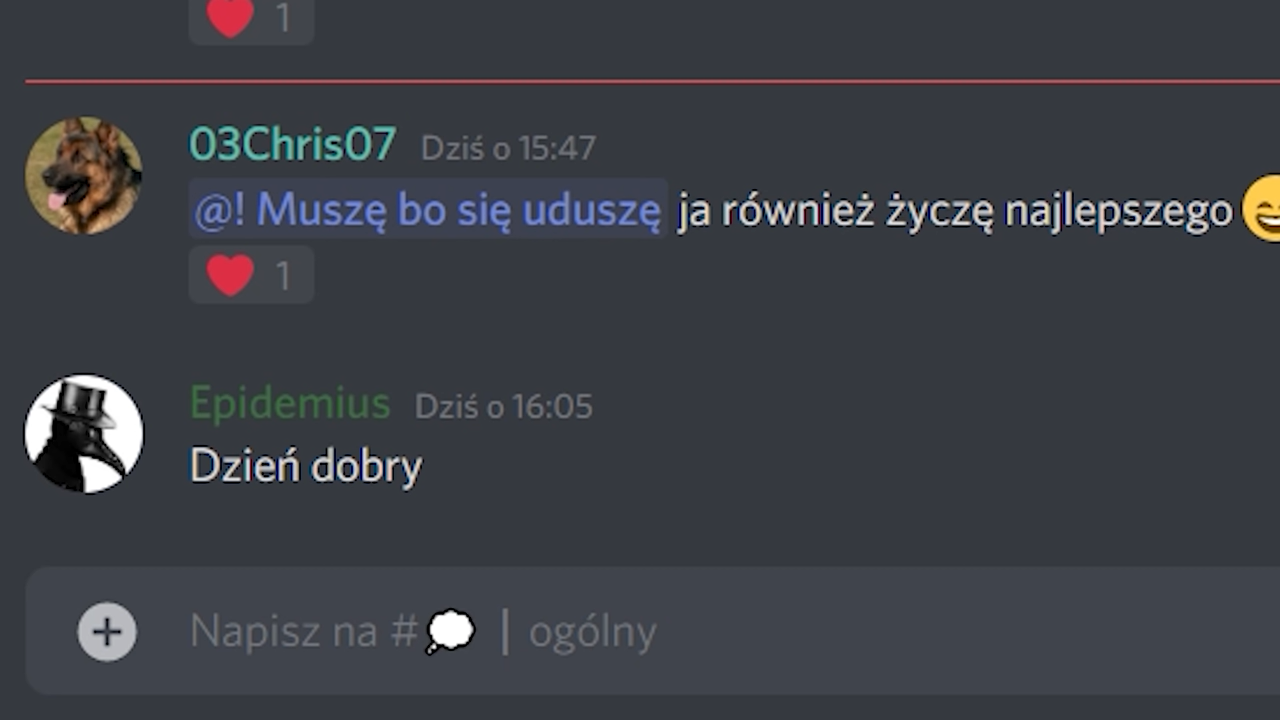 1
03Chris07 Dziś o 15:47
@! Muszę bo się uduszę ja również życzę najlepszego
1
Epidemius Dziś o 16:05
Dzień dobry
Napisz na # | ogólny